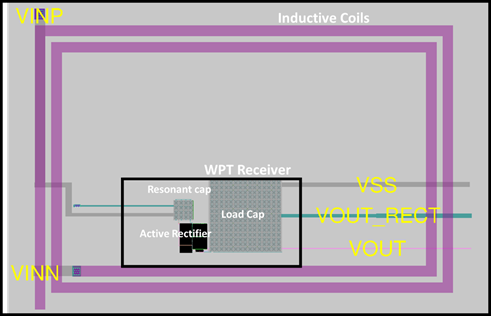 VINP
Inductive Coils
WPT Receiver
Resonant cap
VSS
Load Cap
VOUT_RECT
Active Rectifier
VOUT
VINN